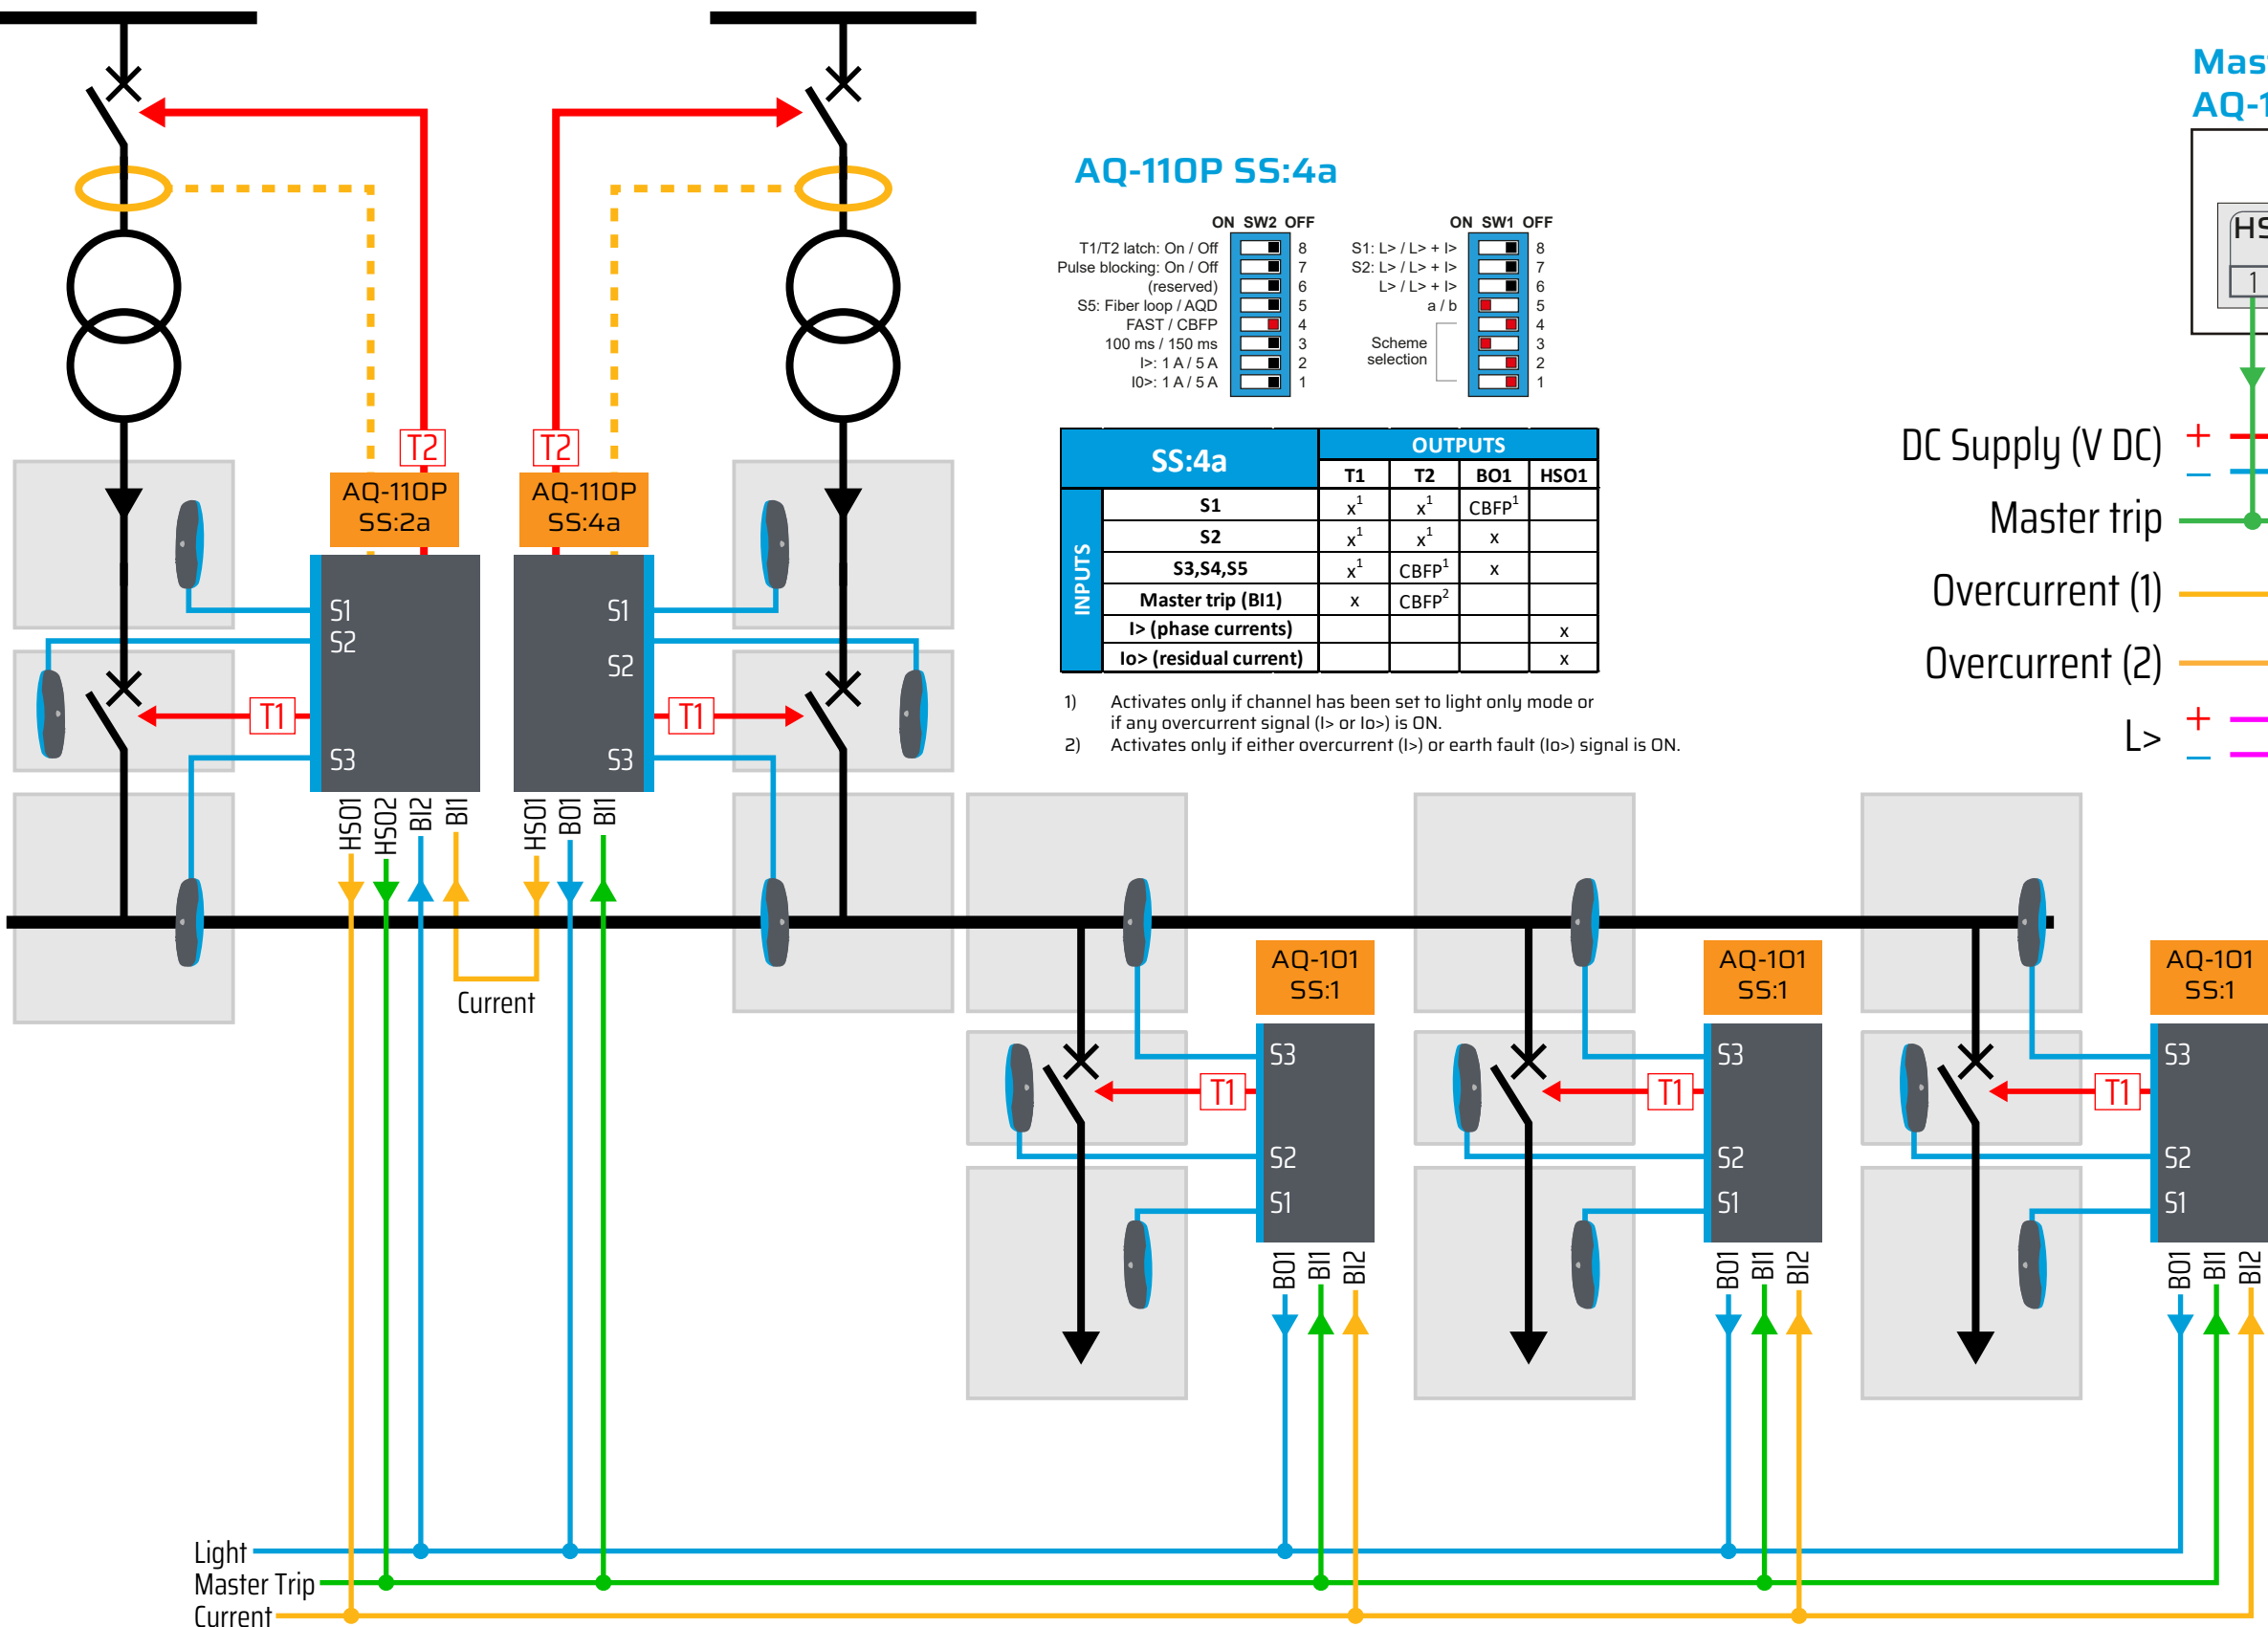 Mas
AQ-1
HS
1
AQ-110P SS:4a
ON SW2 OFF
T1/T2 latch: On / Off 8
Pulse blocking: On / Off 7
(reserved) 6
S5: Fiber loop / AQD 5
FAST / CBFP 4
100 ms / 150 ms 3
I>: 1 A / 5 A 2
I0>: 1 A / 5 A 1
ON SW1 OFF
S1: L> / L> + I> 8
S2: L> / L> + I> 7
L> / L> + I> 6
a / b 5
4
Scheme 3
selection 2
1
SS:4a OUTPUTS
T1 T2 BO1 HSO1
INPUTS
S1 x¹ x¹ CBFP¹
S2 x¹ x¹ x
S3,S4,S5 x¹ CBFP¹ x
Master trip (BI1) x CBFP²
I> (phase currents) x
Io> (residual current) x
1) Activates only if channel has been set to light only mode or
if any overcurrent signal (I> or Io>) is ON.
2) Activates only if either overcurrent (I>) or earth fault (Io>) signal is ON.
DC Supply (V DC) + –
Master trip
Overcurrent (1)
Overcurrent (2)
L> + –
T2
T2
AQ-110P
SS:2a
AQ-110P
SS:4a
S1
S2
T1
S3
S1
S2
T1
S3
HSO1 HSO2 BI2 BI1
HSO1 BO1 BI1
Current
AQ-101
SS:1
S3
T1
S2
S1
BO1 BI1 BI2
AQ-101
SS:1
S3
T1
S2
S1
BO1 BI1 BI2
AQ-101
SS:1
S3
T1
S2
S1
BO1 BI1 BI2
Light
Master Trip
Current